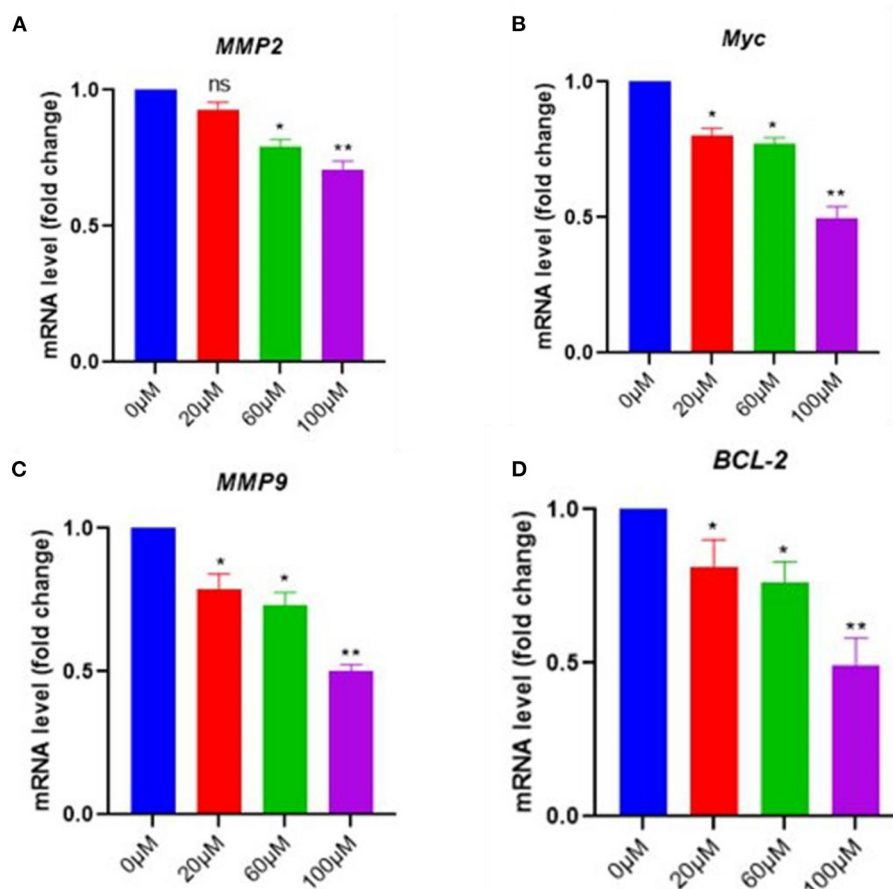 A
MMP2
mRNA level (fold change)
1.0
0.5
0.0
ns
*
**
0µM
20µM
60µM
100µM
B
Myc
mRNA level (fold change)
1.0
0.5
0.0
*
*
**
0µM
20µM
60µM
100µM
C
MMP9
mRNA level (fold change)
1.0
0.5
0.0
*
*
**
0µM
20µM
60µM
100µM
D
BCL-2
mRNA level (fold change)
1.0
0.5
0.0
*
*
**
0µM
20µM
60µM
100µM